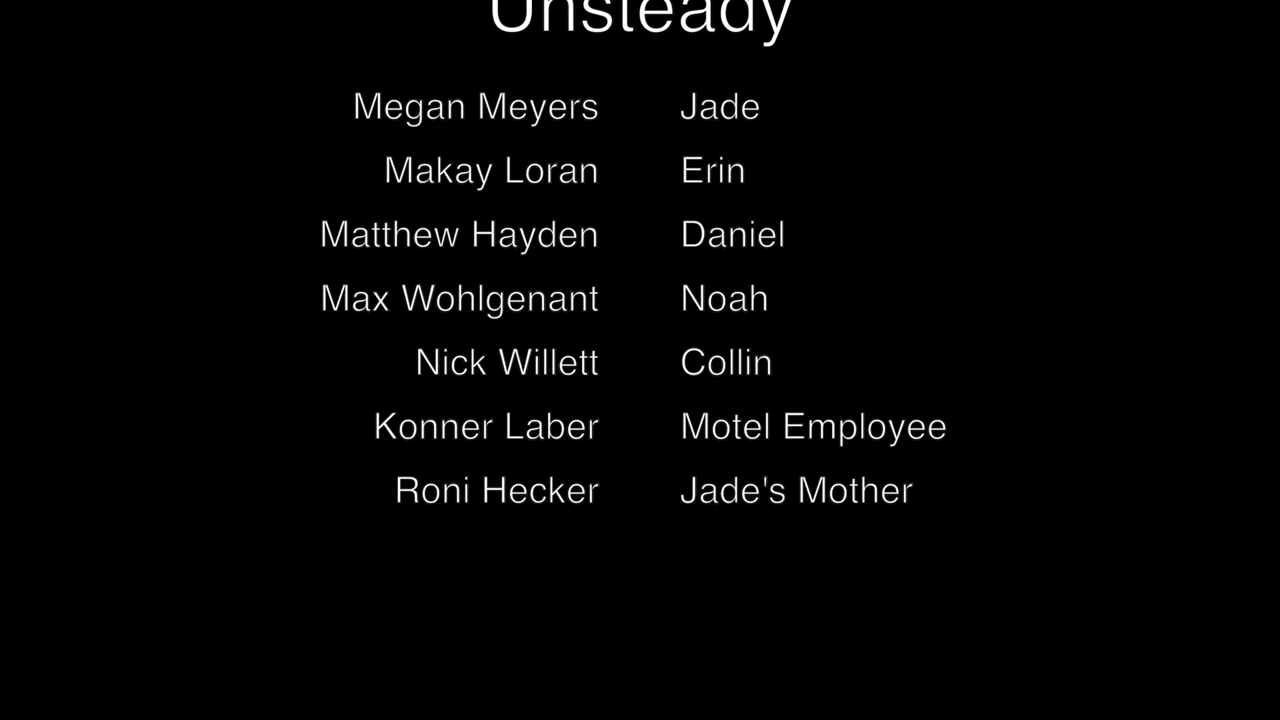 Unsteady
Megan Meyers Jade
Makay Loran Erin
Matthew Hayden Daniel
Max Wohlgenant Noah
Nick Willett Collin
Konner Laber Motel Employee
Roni Hecker Jade's Mother